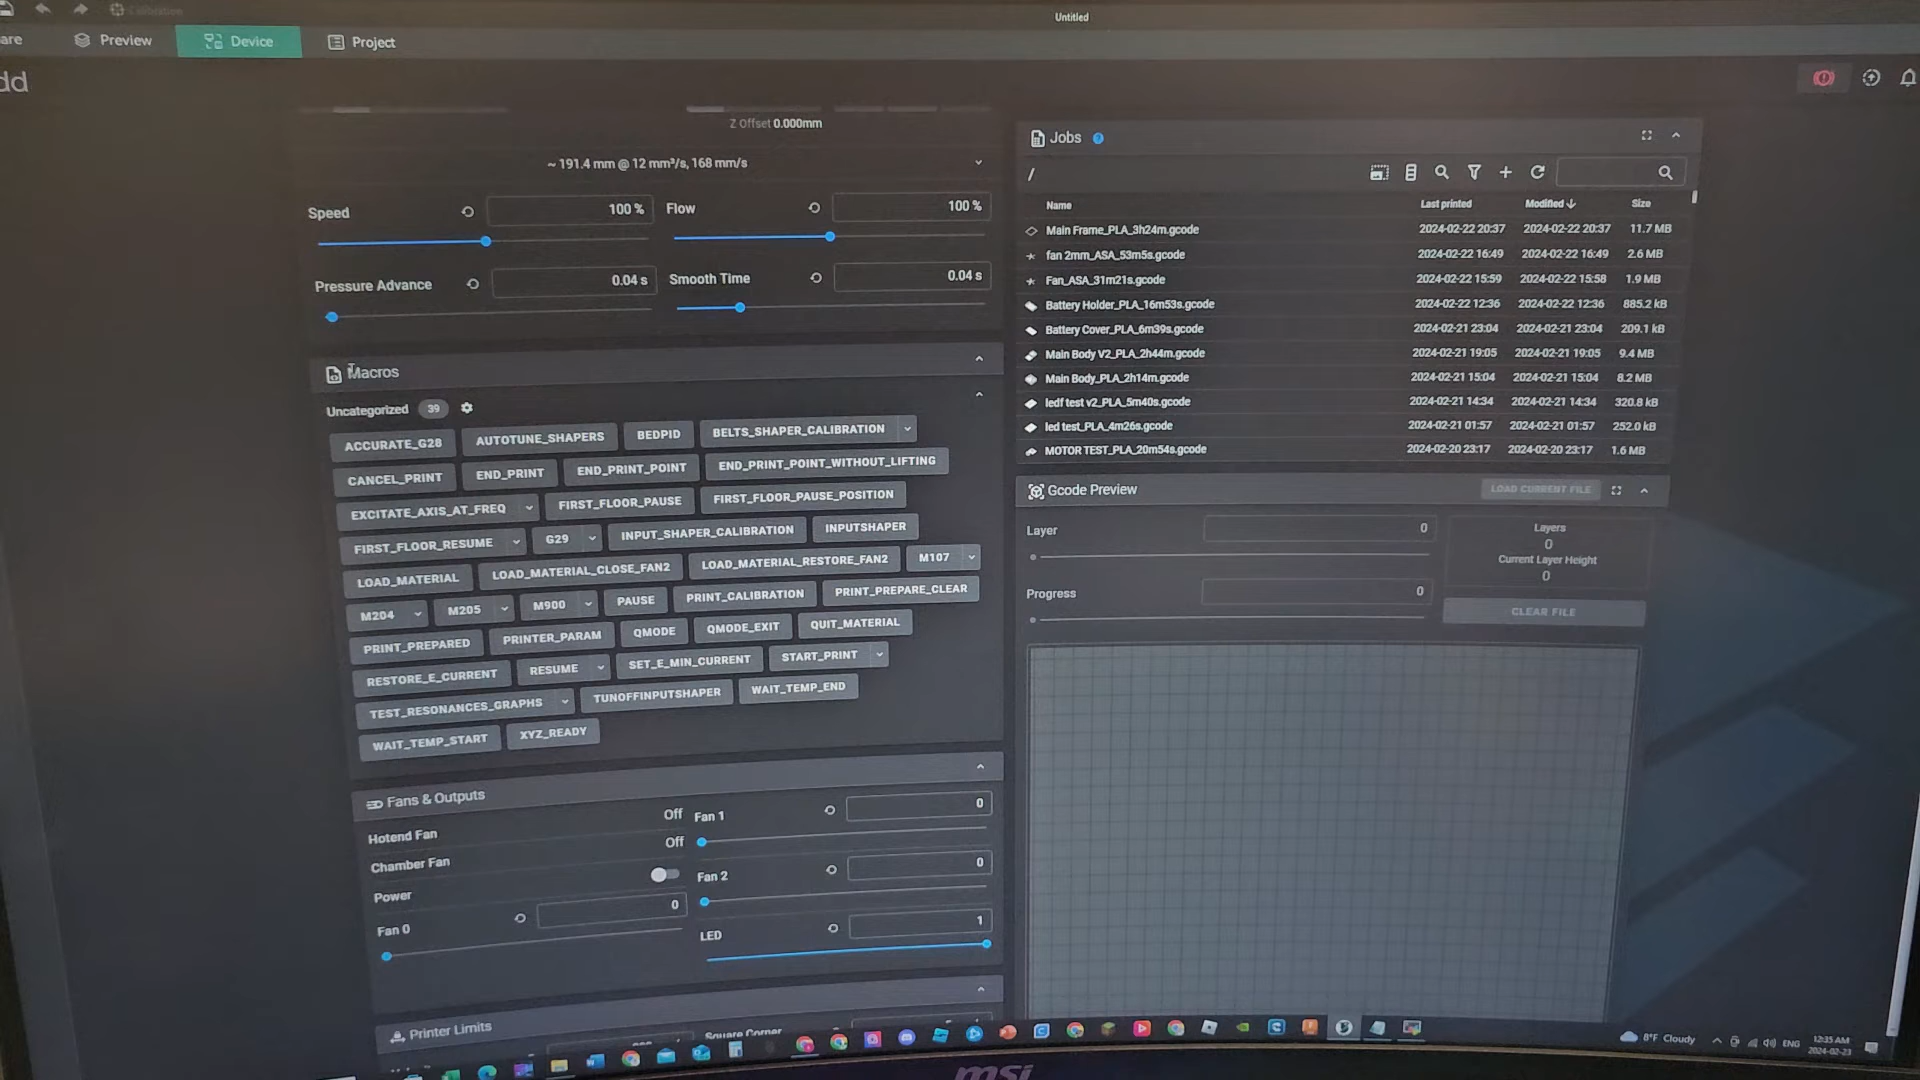 Calibration
Untitled
are
Preview
Device
Project
dd
Z Offset 0.000mm
~ 191.4 mm @ 12 mm³/s, 168 mm/s
Speed 100 % Flow 100 %
Pressure Advance 0.04 s Smooth Time 0.04 s
Macros
Uncategorized 39
ACCURATE_G28 AUTOTUNE_SHAPERS BEDPID BELTS_SHAPER_CALIBRATION
CANCEL_PRINT END_PRINT END_PRINT_POINT END_PRINT_POINT_WITHOUT_LIFTING
EXCITATE_AXIS_AT_FREQ FIRST_FLOOR_PAUSE FIRST_FLOOR_PAUSE_POSITION
FIRST_FLOOR_RESUME G29 INPUT_SHAPER_CALIBRATION INPUTSHAPER
LOAD_MATERIAL LOAD_MATERIAL_CLOSE_FAN2 LOAD_MATERIAL_RESTORE_FAN2 M107
M204 M205 M900 PAUSE PRINT_CALIBRATION PRINT_PREPARE_CLEAR
PRINT_PREPARED PRINTER_PARAM QMODE QMODE_EXIT QUIT_MATERIAL
RESTORE_E_CURRENT RESUME SET_E_MIN_CURRENT START_PRINT
TEST_RESONANCES_GRAPHS TUNOFFINPUTSHAPER WAIT_TEMP_END
WAIT_TEMP_START XYZ_READY
Fans & Outputs
Hotend Fan Off
Chamber Fan Off
Power
Fan 0 0
Fan 1 0
Fan 2 0
LED 1
Printer Limits
Square Corner
Jobs
/
Name Last printed Modified Size
Main Frame_PLA_3h24m.gcode 2024-02-22 20:37 2024-02-22 20:37 11.7 MB
fan 2mm_ASA_53m5s.gcode 2024-02-22 16:49 2024-02-22 16:49 2.6 MB
Fan_ASA_31m21s.gcode 2024-02-22 15:59 2024-02-22 15:58 1.9 MB
Battery Holder_PLA_16m53s.gcode 2024-02-22 12:36 2024-02-22 12:36 885.2 kB
Battery Cover_PLA_6m39s.gcode 2024-02-21 23:04 2024-02-21 23:04 209.1 kB
Main Body V2_PLA_2h44m.gcode 2024-02-21 19:05 2024-02-21 19:05 9.4 MB
Main Body_PLA_2h14m.gcode 2024-02-21 15:04 2024-02-21 15:04 8.2 MB
ledf test v2_PLA_5m40s.gcode 2024-02-21 14:34 2024-02-21 14:34 320.8 kB
led test_PLA_4m26s.gcode 2024-02-21 01:57 2024-02-21 01:57 252.0 kB
MOTOR TEST_PLA_20m54s.gcode 2024-02-20 23:17 2024-02-20 23:17 1.6 MB
Gcode Preview LOAD CURRENT FILE
Layer 0
Progress 0
Layers
0
Current Layer Height
0
CLEAR FILE
8°F Cloudy
ENG
12:35 AM
2024-02-23
msi